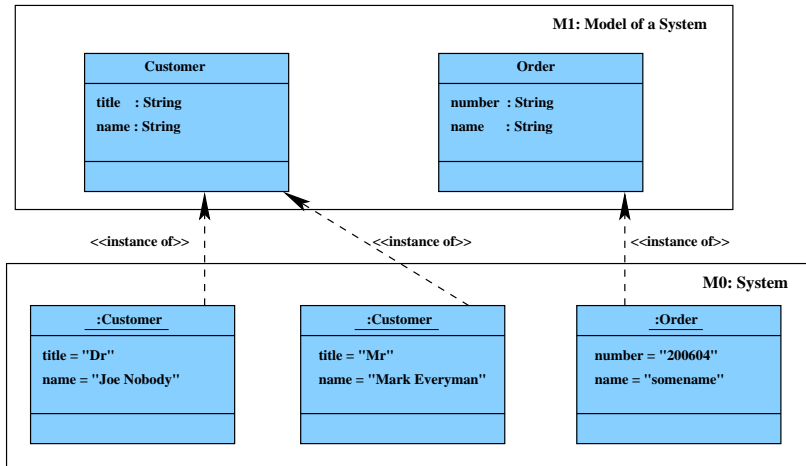 M1: Model of a System
Customer
title : String
name : String
Order
number : String
name : String
<<instance of>>
<<instance of>>
<<instance of>>
M0: System
:Customer
title = "Dr"
name = "Joe Nobody"
:Customer
title = "Mr"
name = "Mark Everyman"
:Order
number = "200604"
name = "somename"